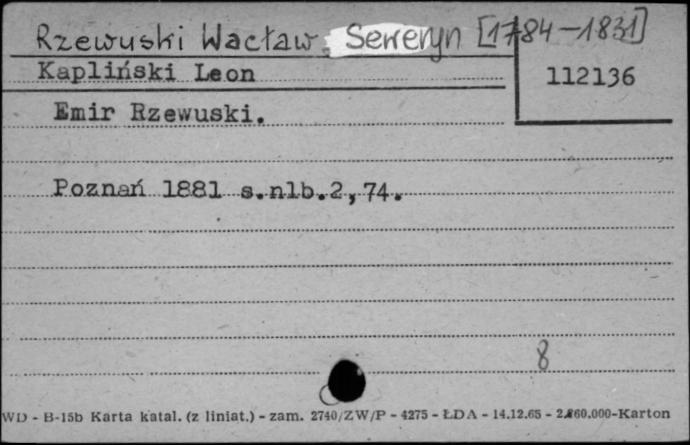 Rzewuski Wacław, Seweryn [1784-1831]
Kapliński Leon
112136
Emir Rzewuski.
Poznań 1881 s.nlb.2,74.
8
WD - B-15b Karta katal. (z liniat.) - zam. 2740/ZW/P - 4275 - ŁDA - 14.12.65 - 2.860.000-Karton